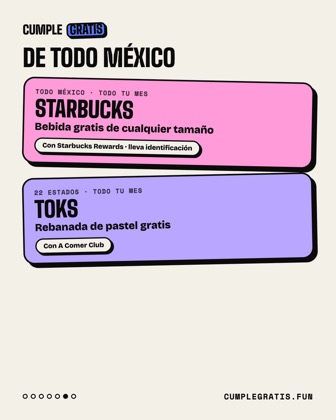 CUMPLE GRATIS
DE TODO MÉXICO
TODO MÉXICO · TODO TU MES
STARBUCKS
Bebida gratis de cualquier tamaño
Con Starbucks Rewards · lleva identificación
22 ESTADOS · TODO TU MES
TOKS
Rebanada de pastel gratis
Con A Comer Club
CUMPLEGRATIS.FUN